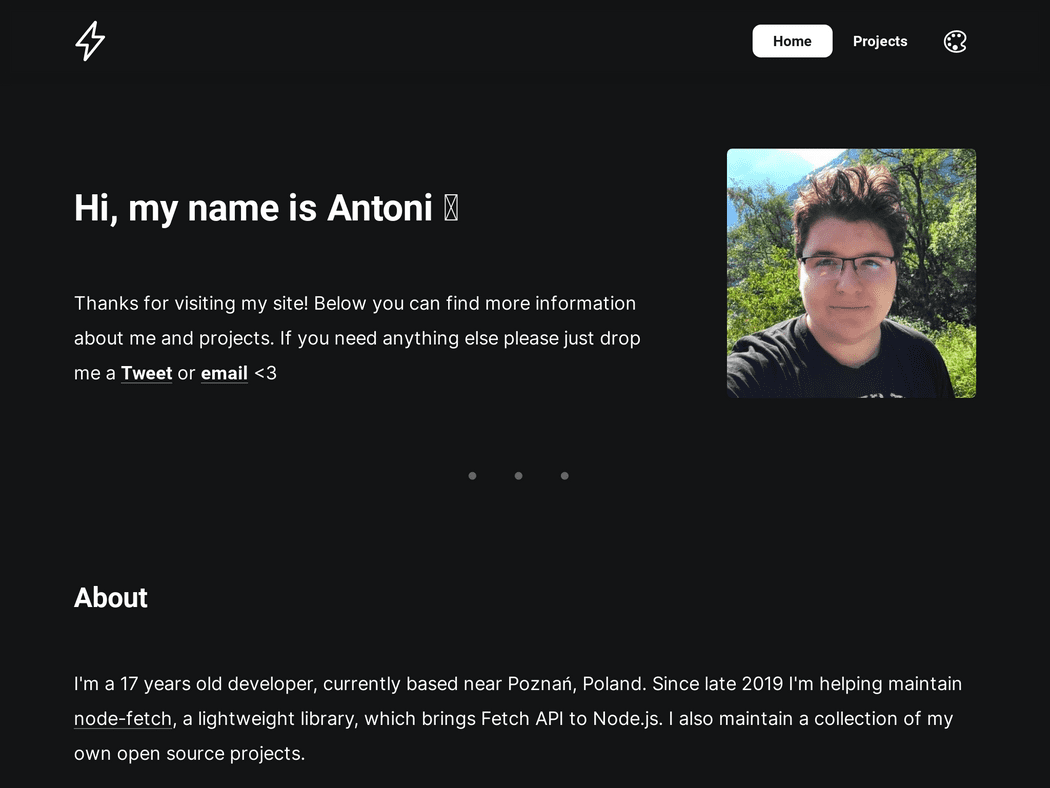 Home Projects
Hi, my name is Antoni
Thanks for visiting my site! Below you can find more information
about me and projects. If you need anything else please just drop
me a Tweet or email <3
About
I'm a 17 years old developer, currently based near Poznań, Poland. Since late 2019 I'm helping maintain
node-fetch, a lightweight library, which brings Fetch API to Node.js. I also maintain a collection of my
own open source projects.